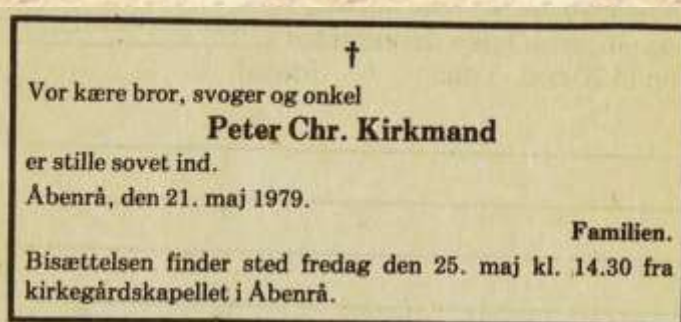 †
Vor kære bror, svoger og onkel
Peter Chr. Kirkmand
er stille sovet ind.
Åbenrå, den 21. maj 1979.
Familien.
Bisættelsen finder sted fredag den 25. maj kl. 14.30 fra
kirkegårdskapellet i Åbenrå.